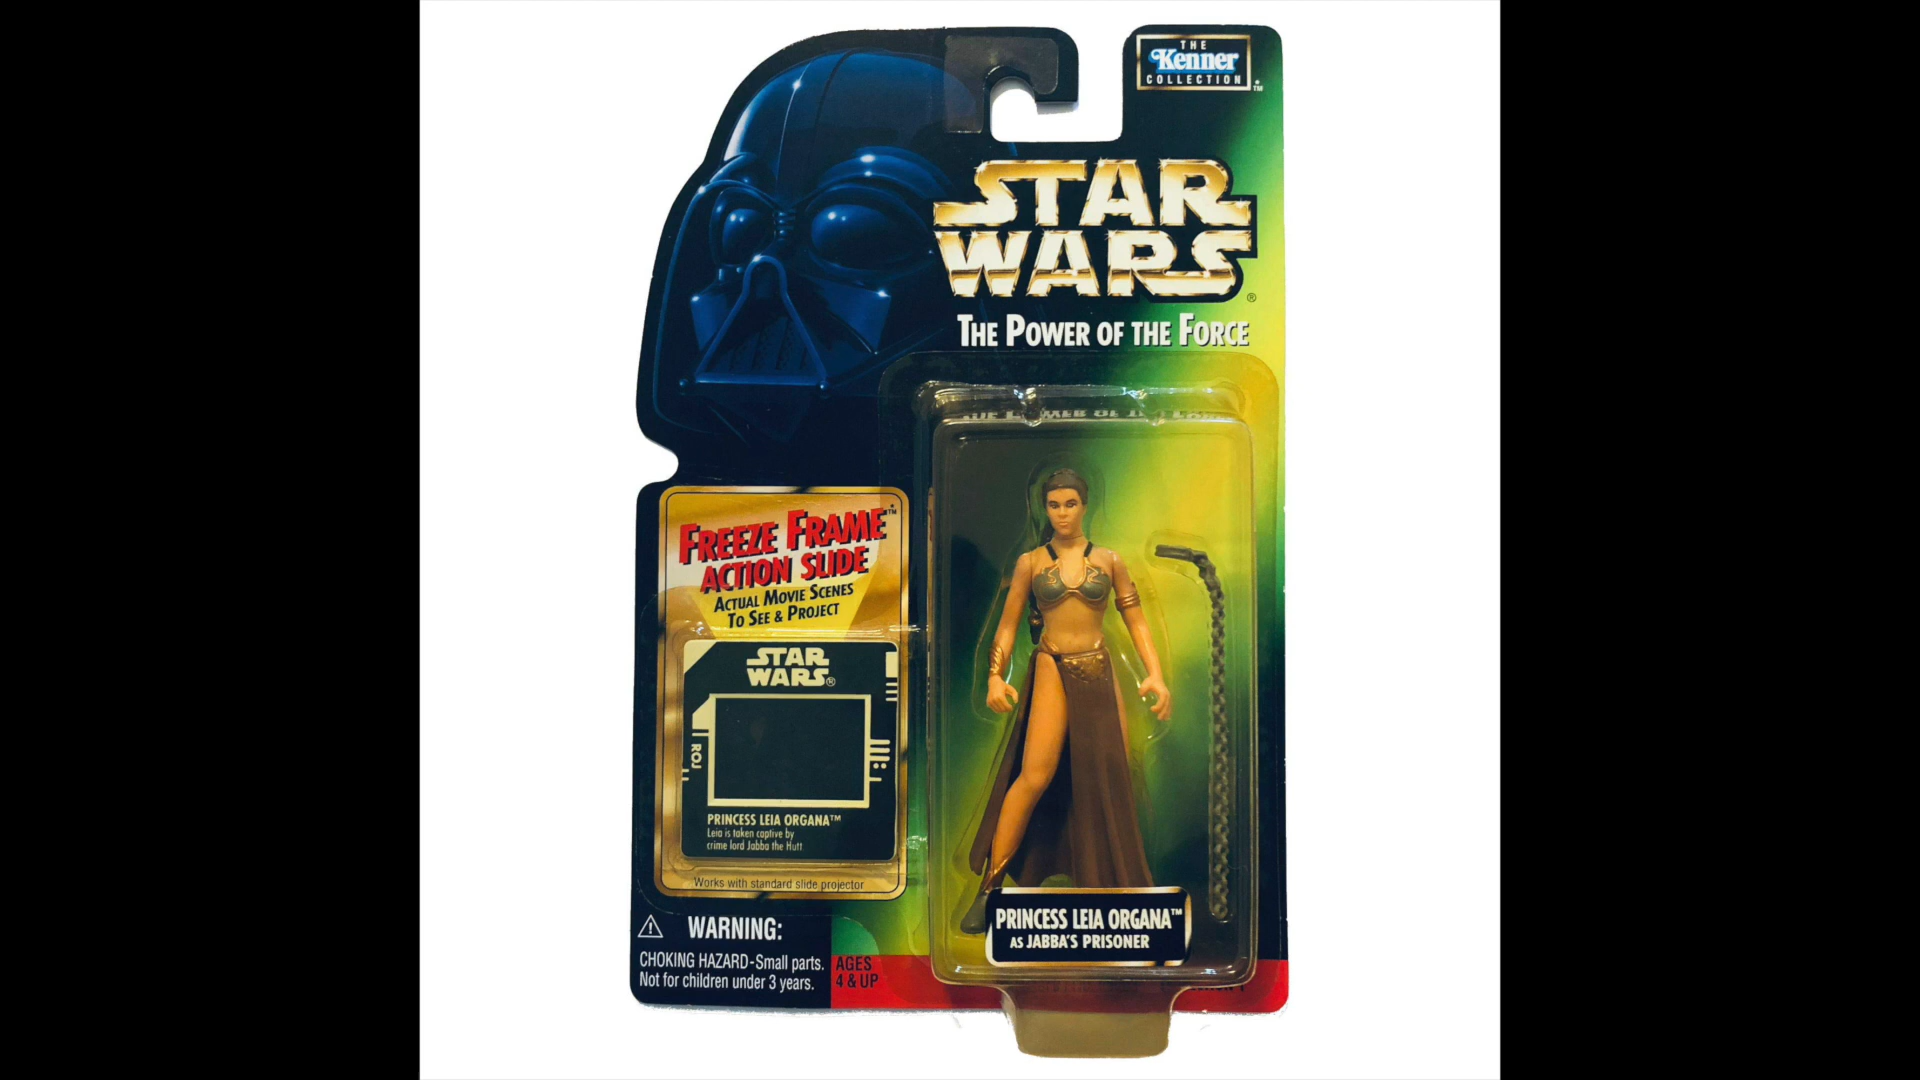 THE
Kenner
COLLECTION
TM
STAR
WARS
®
THE POWER OF THE FORCE
FREEZE FRAME™
ACTION SLIDE
ACTUAL MOVIE SCENES
TO SEE & PROJECT
STAR
WARS®
ROJ
PRINCESS LEIA ORGANA™
Leia is taken captive by
crime lord Jabba the Hutt
Works with standard slide projector
PRINCESS LEIA ORGANA™
AS JABBA'S PRISONER
WARNING:
CHOKING HAZARD-Small parts.
Not for children under 3 years.
AGES
4 & UP